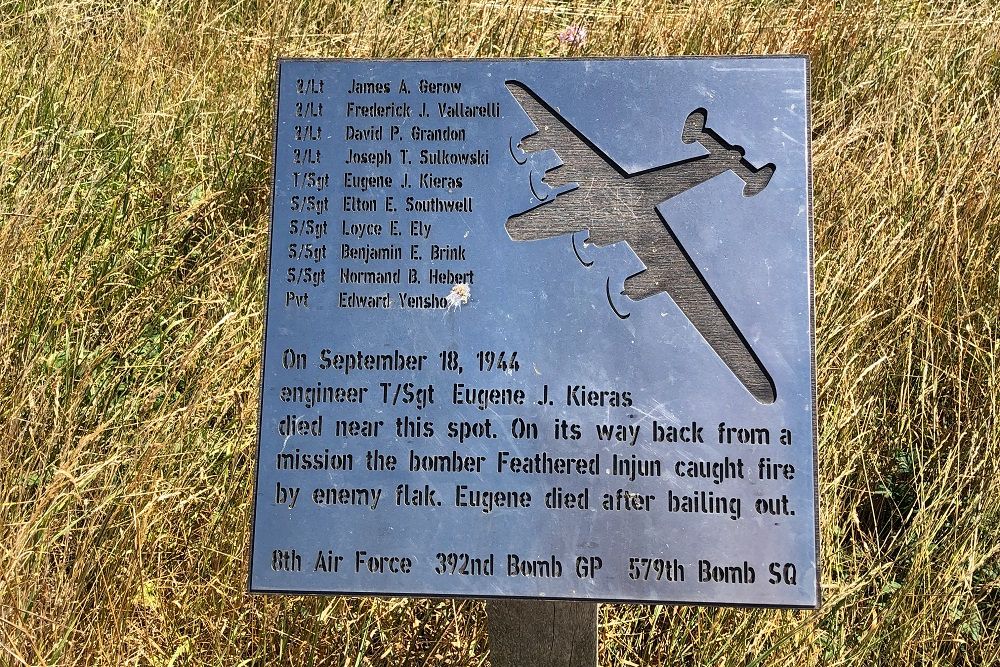 2/Lt James A. Gerow
2/Lt Frederick J. Vallarelli
2/Lt David P. Grandon
2/Lt Joseph T. Sulkowski
T/Sgt Eugene J. Kieras
S/Sgt Elton E. Southwell
S/Sgt Loyce E. Ely
S/Sgt Benjamin E. Brink
S/Sgt Normand B. Hebert
Pvt Edward
On September 18, 1944
engineer T/Sgt Eugene J. Kieras
died near this spot. On its way back from a
mission the bomber Feathered Injun caught fire
by enemy flak. Eugene died after bailing out.
8th Air Force 392nd Bomb GP 579th Bomb SQ